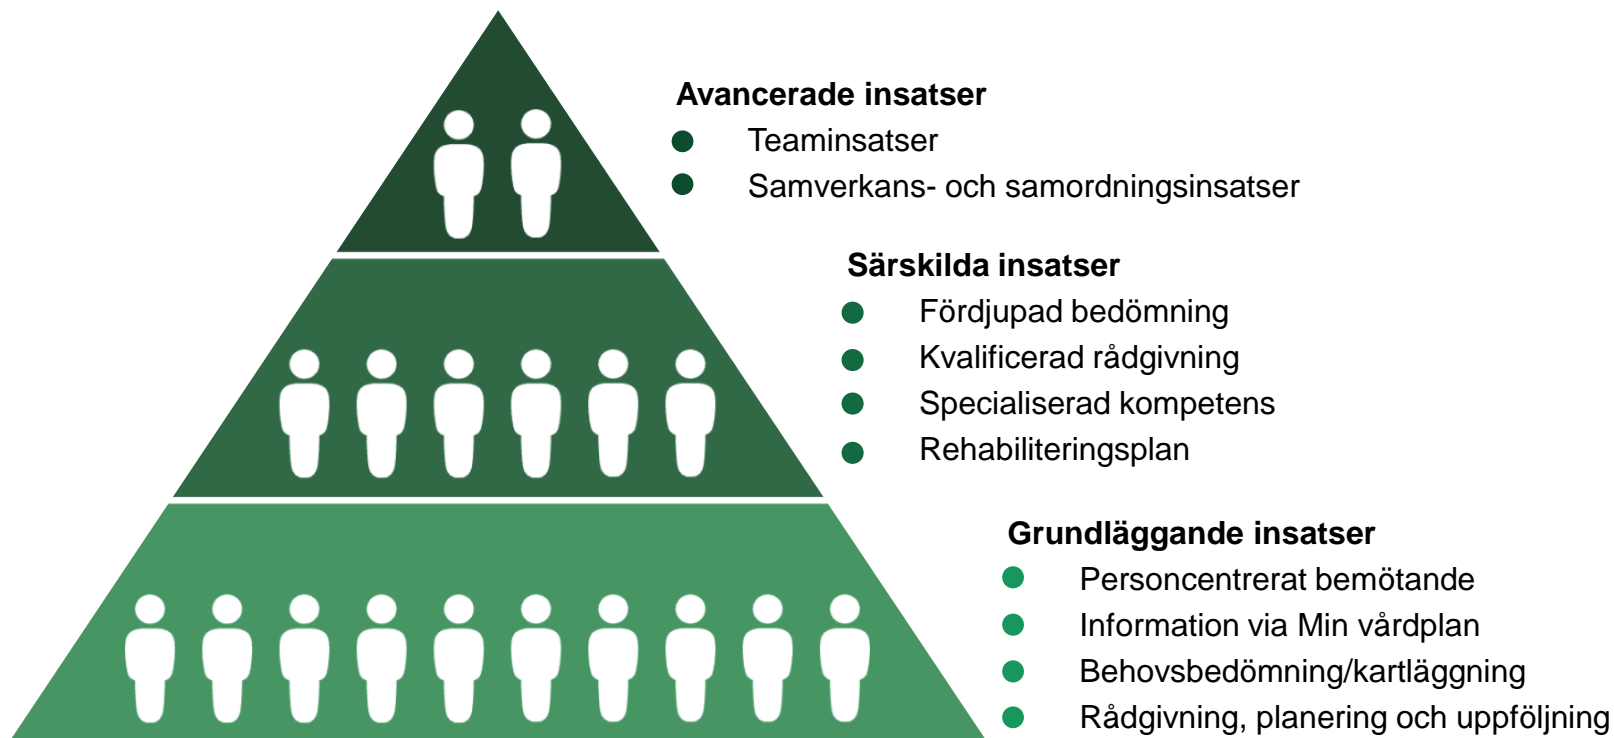 Avancerade insatser
Teaminsatser
Samverkans- och samordningsinsatser
Särskilda insatser
Fördjupad bedömning
Kvalificerad rådgivning
Specialiserad kompetens
Rehabiliteringsplan
Grundläggande insatser
Personcentrerat bemötande
Information via Min vårdplan
Behovsbedömning/kartläggning
Rådgivning, planering och uppföljning